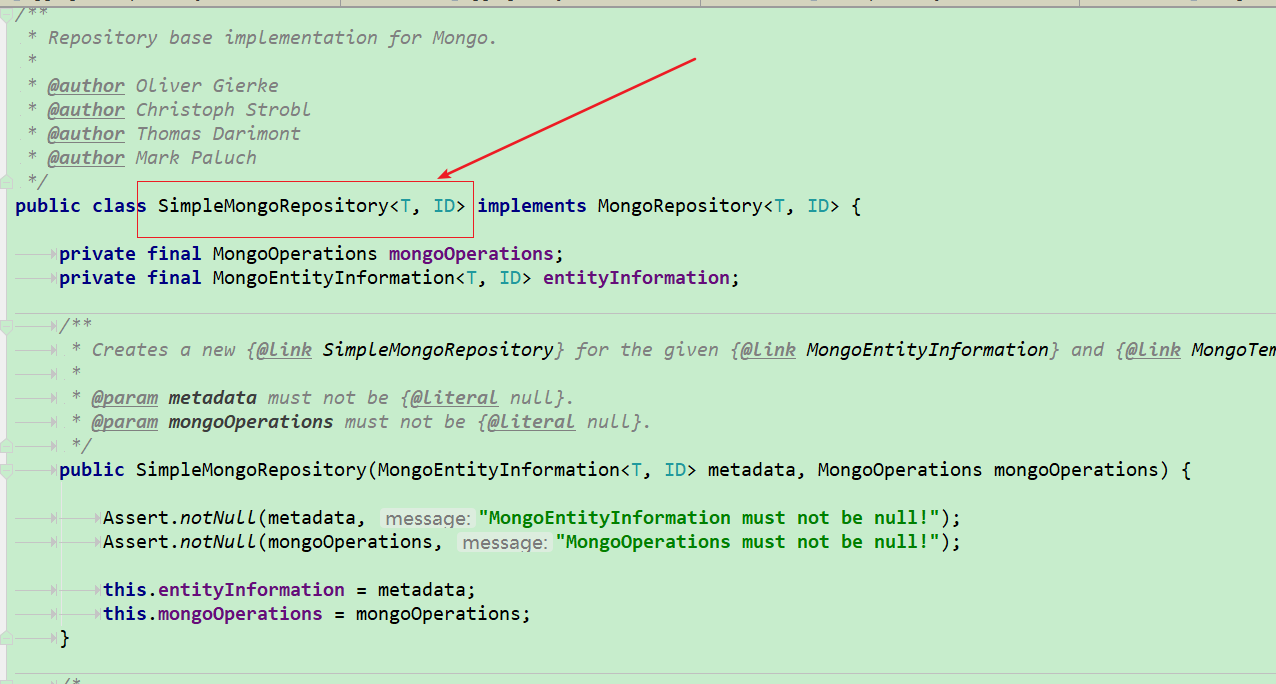 /**
 * Repository base implementation for Mongo.
 *
 * @author Oliver Gierke
 * @author Christoph Strobl
 * @author Thomas Darimont
 * @author Mark Paluch
 */
public class SimpleMongoRepository<T, ID> implements MongoRepository<T, ID> {
private final MongoOperations mongoOperations;
private final MongoEntityInformation<T, ID> entityInformation;
/**
 * Creates a new {@link SimpleMongoRepository} for the given {@link MongoEntityInformation} and {@link MongoTem
 *
 * @param metadata must not be {@literal null}.
 * @param mongoOperations must not be {@literal null}.
 */
public SimpleMongoRepository(MongoEntityInformation<T, ID> metadata, MongoOperations mongoOperations) {
Assert.notNull(metadata, message: "MongoEntityInformation must not be null!");
Assert.notNull(mongoOperations, message: "MongoOperations must not be null!");
this.entityInformation = metadata;
this.mongoOperations = mongoOperations;
}
/*